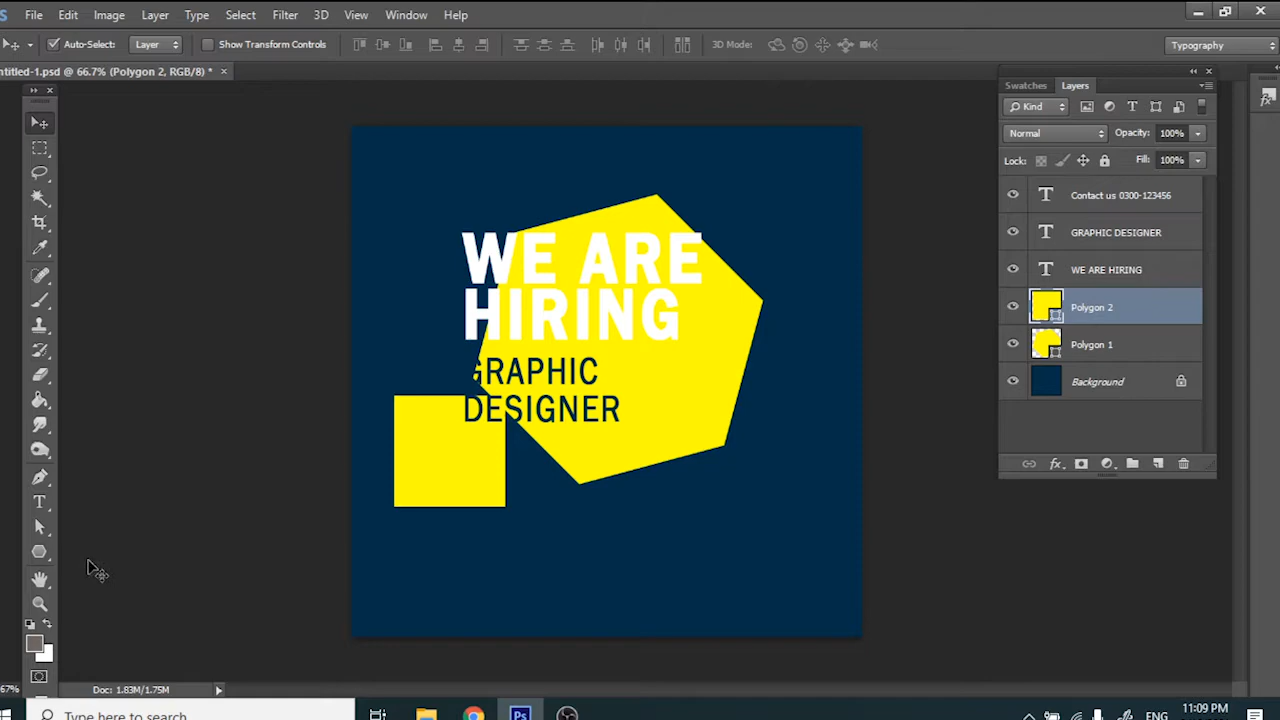 File Edit Image Layer Type Select Filter 3D View Window Help
Auto-Select: Layer Show Transform Controls 3D Mode: Typography
ntitled-1.psd @ 66.7% (Polygon 2, RGB/8) *
Swatches Layers
Kind
Normal Opacity: 100%
Lock: Fill: 100%
Contact us 0300-123456
GRAPHIC DESIGNER
WE ARE HIRING
Polygon 2
Polygon 1
Background
fx
WE ARE
HIRING
GRAPHIC
DESIGNER
67% Doc: 1.83M/1.75M
Type here to search
Ps
ENG
11:09 PM